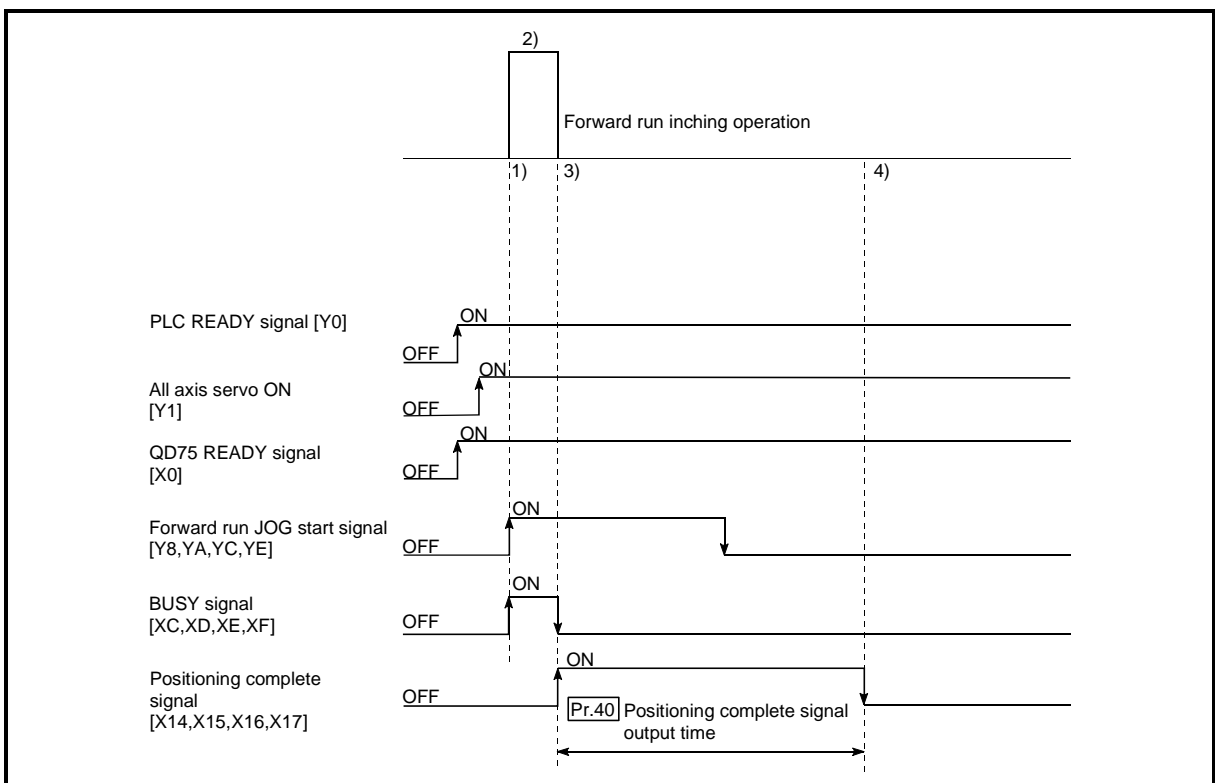 2)
Forward run inching operation
1)
3)
4)
PLC READY signal [Y0]
ON
OFF
All axis servo ON
[Y1]
ON
OFF
QD75 READY signal
[X0]
ON
OFF
Forward run JOG start signal
[Y8,YA,YC,YE]
ON
OFF
BUSY signal
[XC,XD,XE,XF]
ON
OFF
Positioning complete
signal
[X14,X15,X16,X17]
ON
OFF
Pr.40 Positioning complete signal
output time